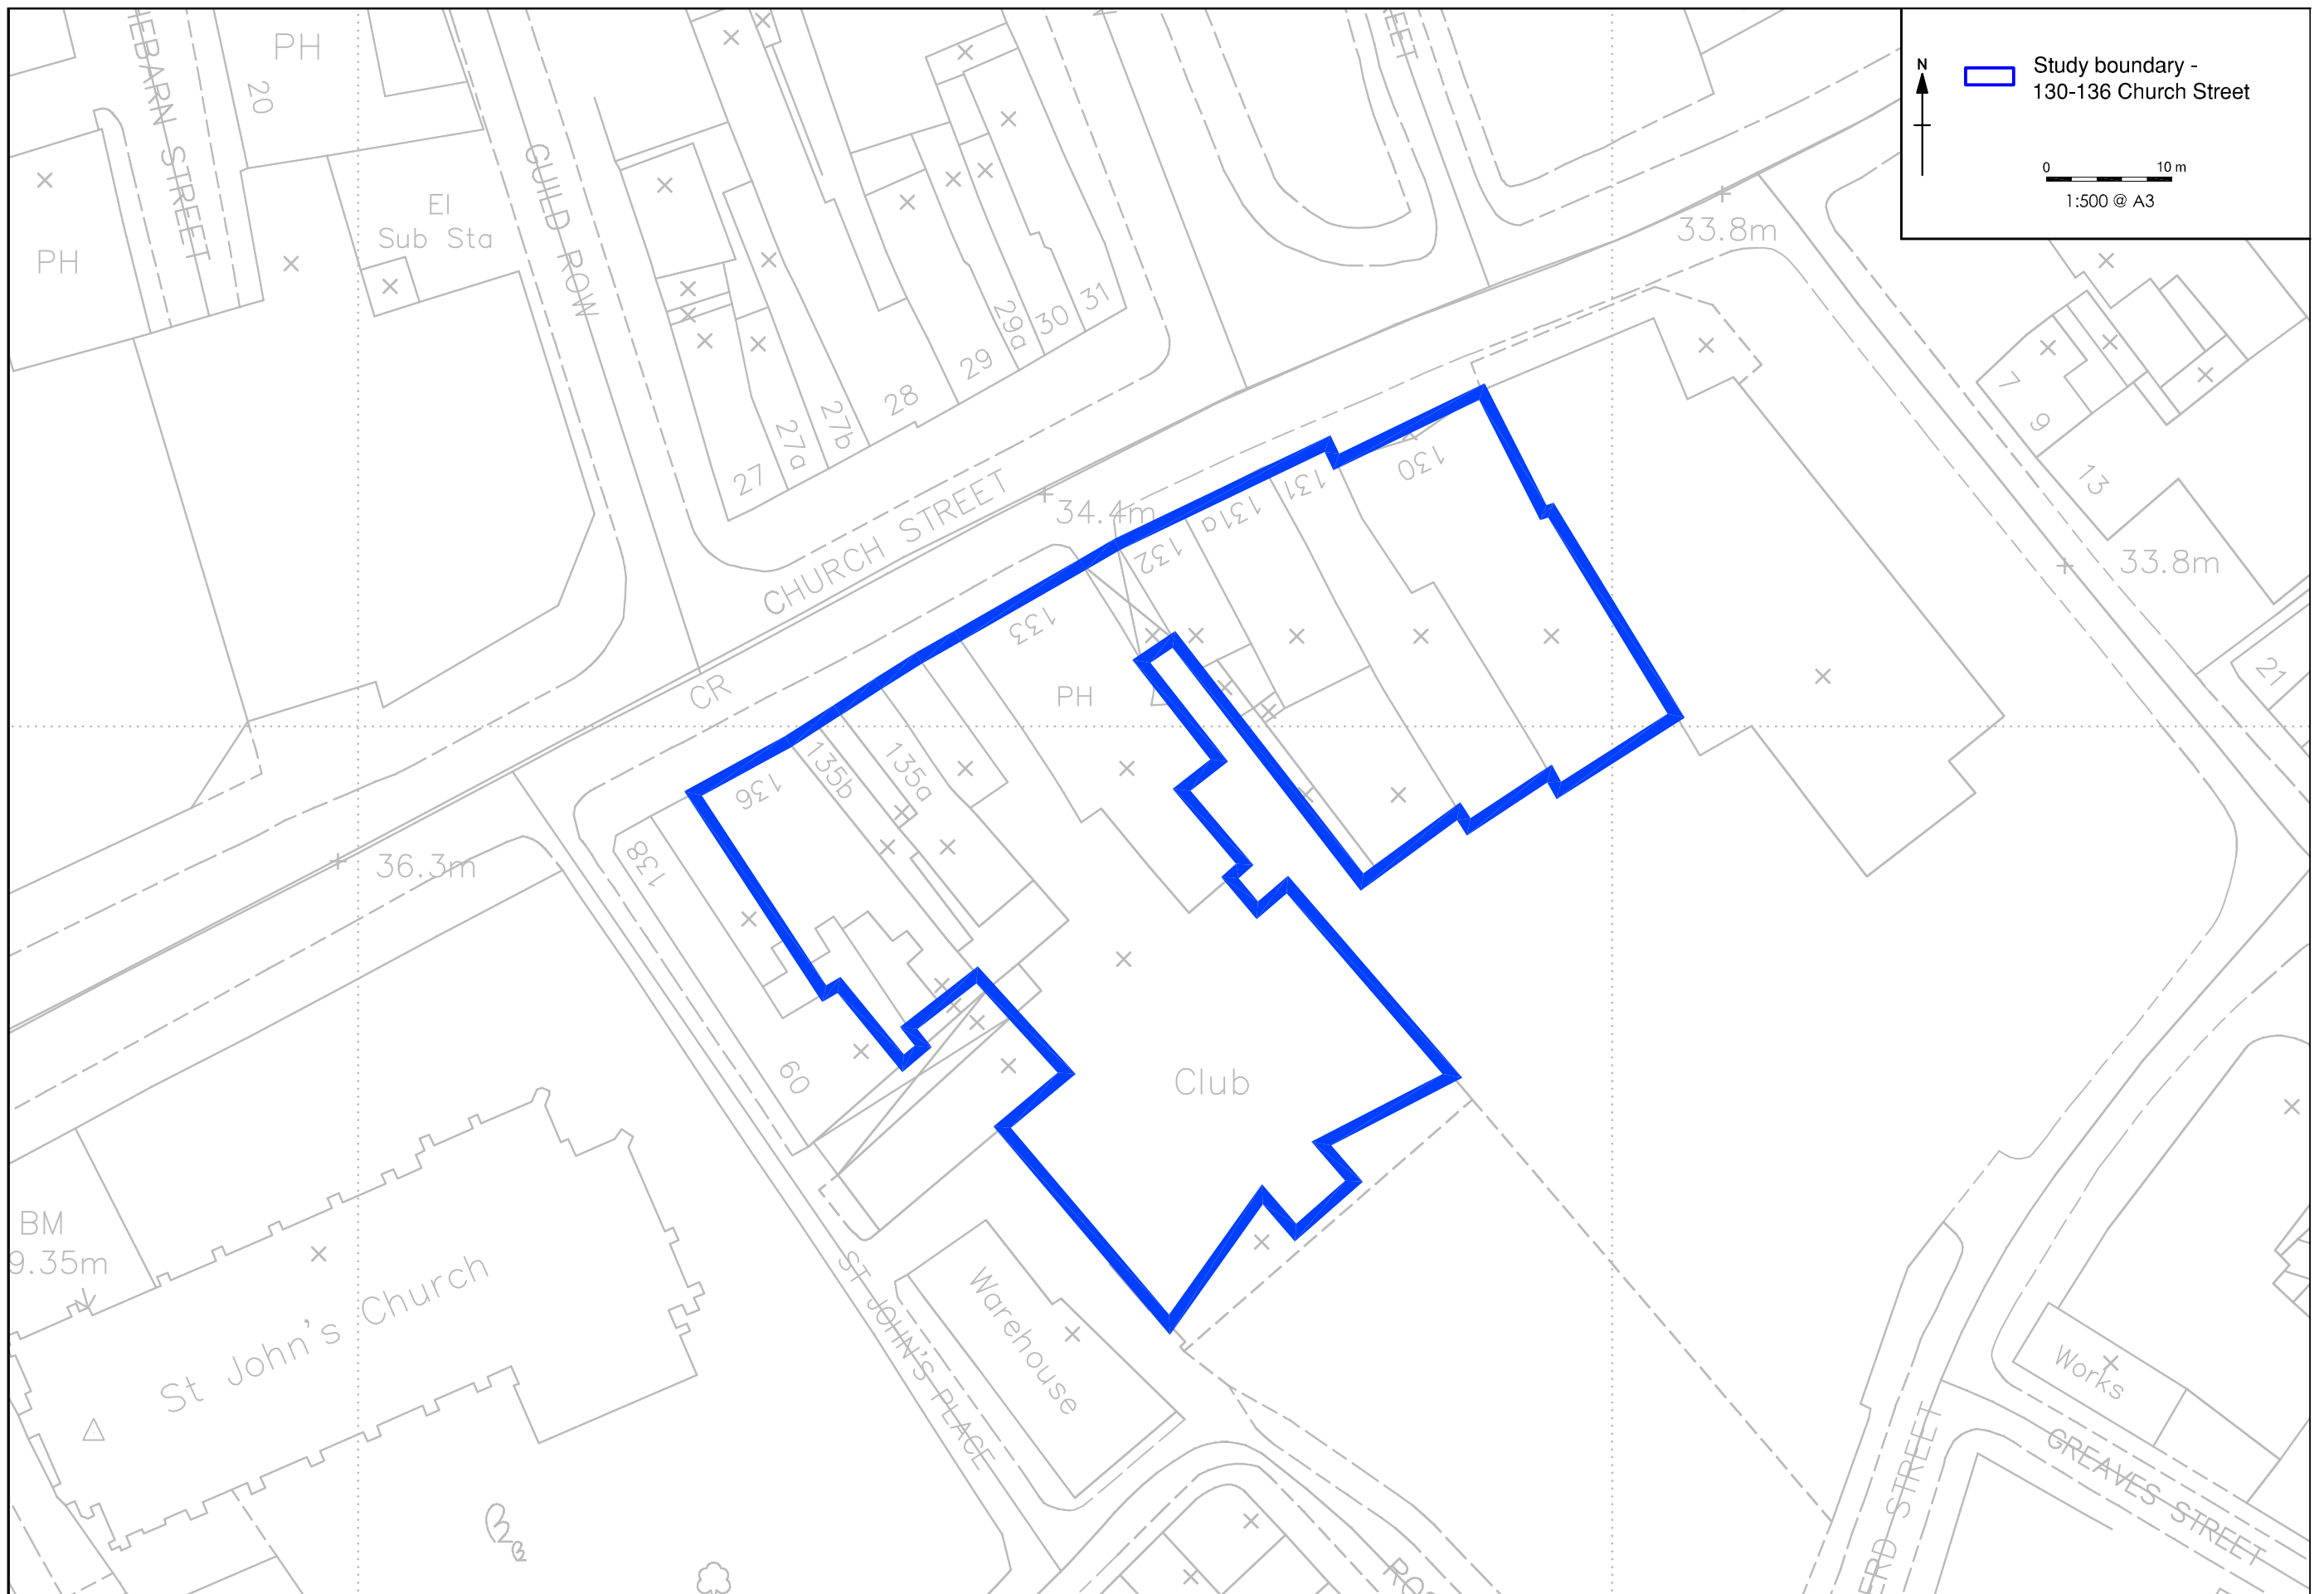 N
Study boundary -
130-136 Church Street
0 10 m
1:500 @ A3
PH
20
STREET
GUILD ROW
El
Sub Sta
PH
33.8m
27
27a
27b
28
29
29a
30
31
7
9
13
33.8m
21
CHURCH STREET
34.4m
130
131
131a
132
133
PH
CR
135a
135b
136
138
36.3m
60
Club
BM
9.35m
St John's Church
ST JOHN'S PLACE
Warehouse
Works
GREAVES STREET
STREET